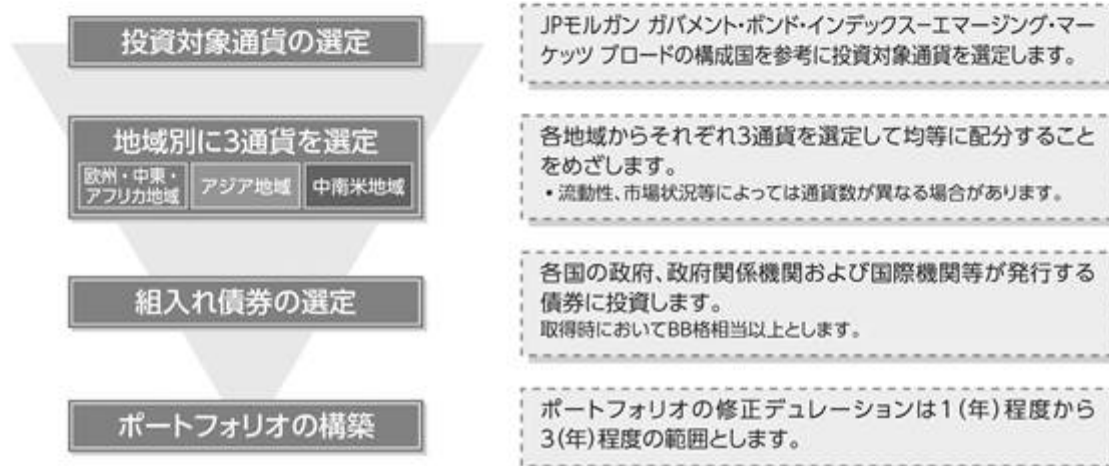 投資対象通貨の選定
JPモルガン ガバメント・ボンド・インデックス－エマージング・マー
ケッツ ブロードの構成国を参考に投資対象通貨を選定します。
地域別に3通貨を選定
欧州・中東・
アフリカ地域
アジア地域
中南米地域
各地域からそれぞれ3通貨を選定して均等に配分すること
をめざします。
・流動性、市場状況等によっては通貨数が異なる場合があります。
組入れ債券の選定
各国の政府、政府関係機関および国際機関等が発行する
債券に投資します。
取得時においてBB格相当以上とします。
ポートフォリオの構築
ポートフォリオの修正デュレーションは1(年)程度から
3(年)程度の範囲とします。